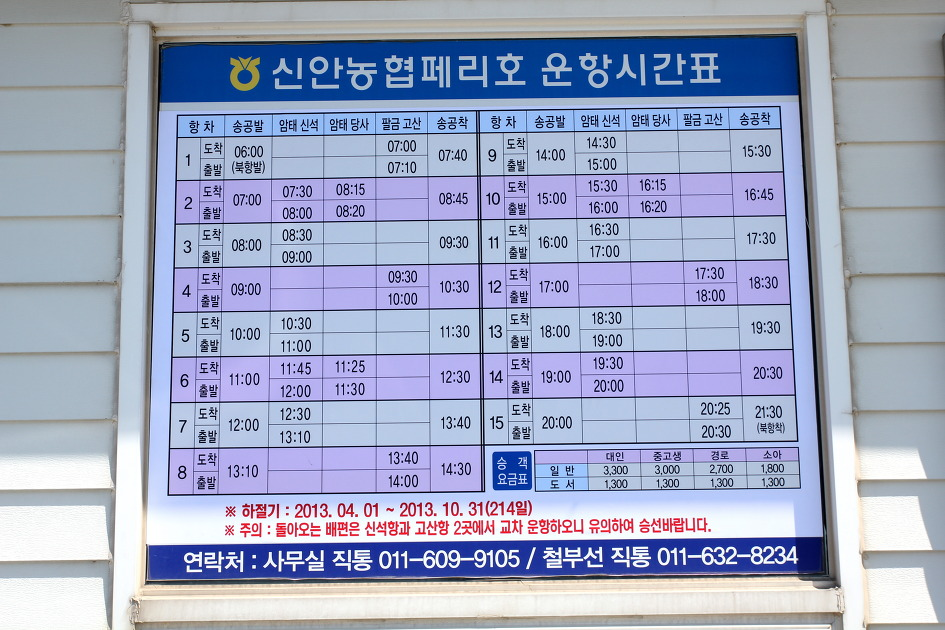 신안농협페리호 운항시간표
항 차 송공발 암태 신석 암태 당사 팔금 고산 송공착
1 도착 06:00 07:00 07:40
출발 (북항발) 07:10
2 도착 07:00 07:30 08:15 08:45
출발 08:00 08:20
3 도착 08:00 08:30 09:30
출발 09:00
4 도착 09:00 09:30 10:30
출발 10:00
5 도착 10:00 10:30 11:30
출발 11:00
6 도착 11:00 11:45 11:25 12:30
출발 12:00 11:30
7 도착 12:00 12:30 13:40
출발 13:10
8 도착 13:10 13:40 14:30
출발 14:00
항 차 송공발 암태 신석 암태 당사 팔금 고산 송공착
9 도착 14:00 14:30 15:30
출발 15:00
10 도착 15:00 15:30 16:15 16:45
출발 16:00 16:20
11 도착 16:00 16:30 17:30
출발 17:00
12 도착 17:00 17:30 18:30
출발 18:00
13 도착 18:00 18:30 19:30
출발 19:00
14 도착 19:00 19:30 20:30
출발 20:00
15 도착 20:00 20:25 21:30
출발 20:30 (북항착)
승 객
요금표
대인 중고생 경로 소아
일 반 3,300 3,000 2,700 1,800
도 서 1,300 1,300 1,300 1,300
※ 하절기 : 2013. 04. 01 ~ 2013. 10. 31(214일)
※ 주의 : 돌아오는 배편은 신석항과 고산항 2곳에서 교차 운항하오니 유의하여 승선바랍니다.
연락처 : 사무실 직통 011-609-9105 / 철부선 직통 011-632-8234